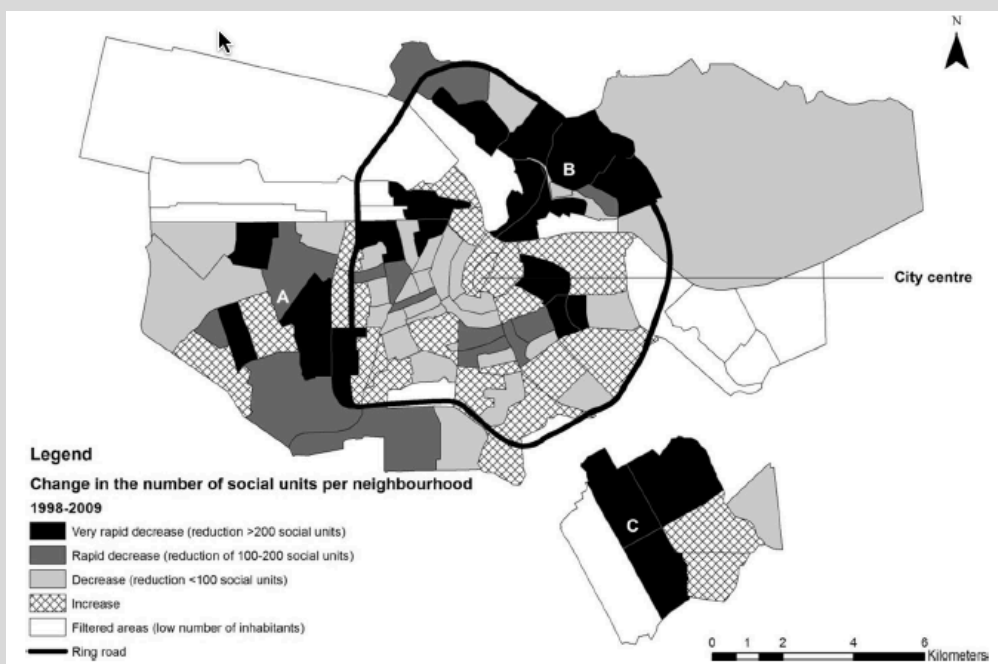 N
B
City centre
A
Legend
Change in the number of social units per neighbourhood
1998-2009
Very rapid decrease (reduction >200 social units)
Rapid decrease (reduction of 100-200 social units)
Decrease (reduction <100 social units)
Increase
Filtered areas (low number of inhabitants)
Ring road
C
0 1 2 4 6
Kilometers